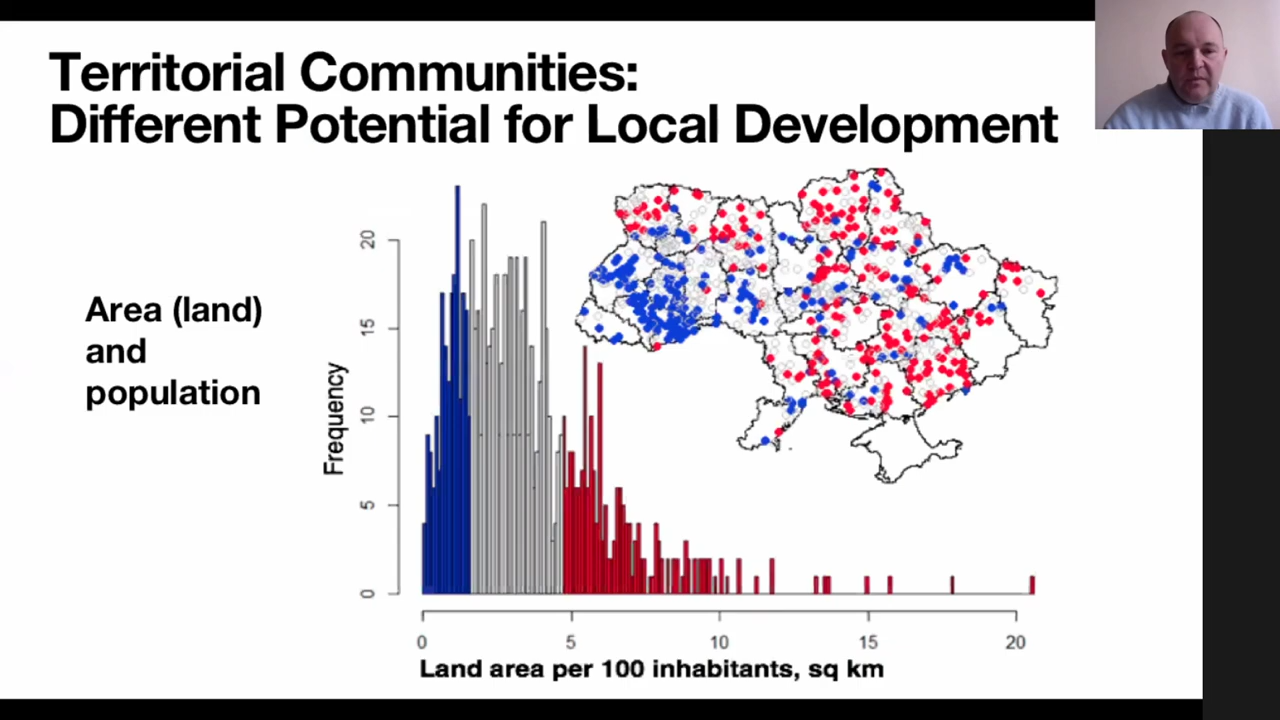 Territorial Communities:
Different Potential for Local Development
Area (land)
and
population
Frequency
20
15
10
5
0
0 5 10 15 20
Land area per 100 inhabitants, sq km